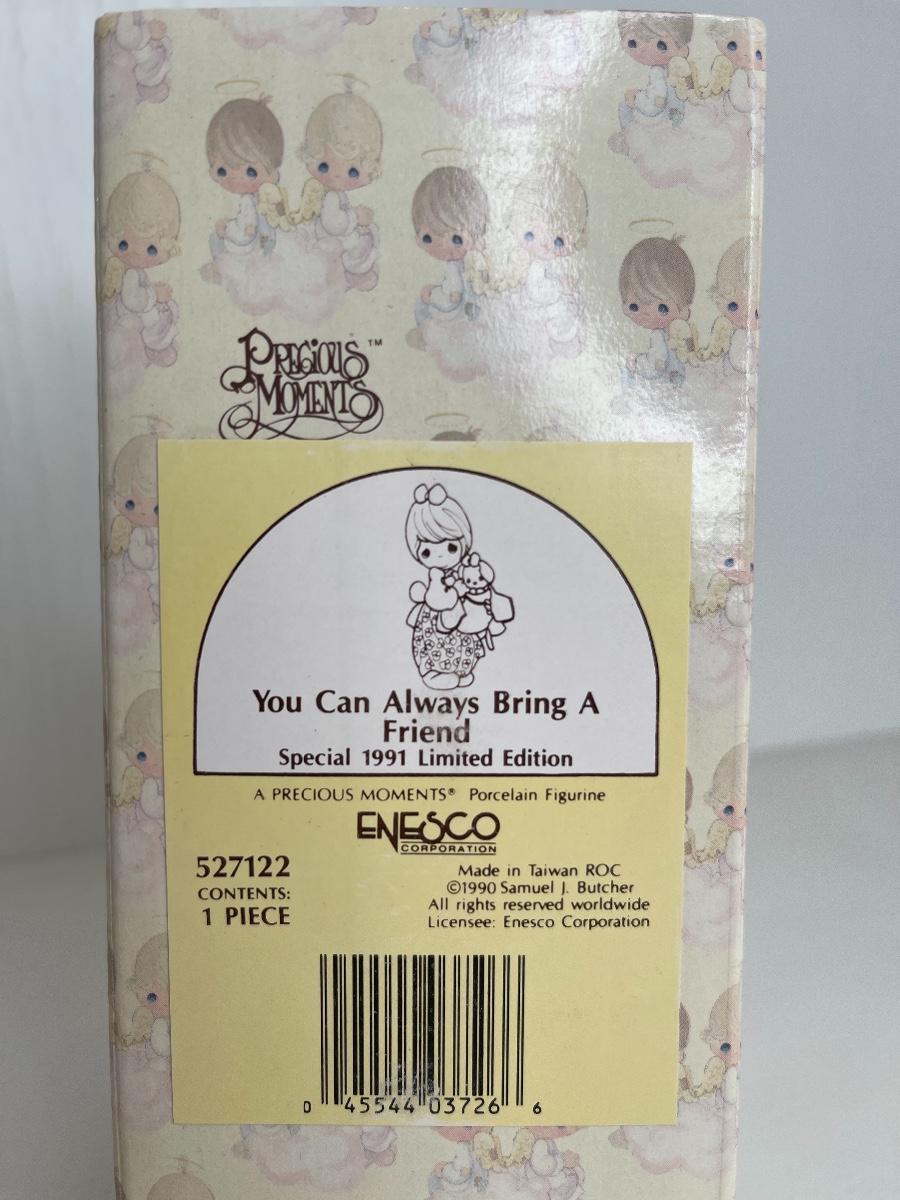 PRECIOUS ™
MOMENTS
You Can Always Bring A
Friend
Special 1991 Limited Edition
A PRECIOUS MOMENTS® Porcelain Figurine
ENESCO
CORPORATION
527122
CONTENTS:
1 PIECE
Made in Taiwan ROC
©1990 Samuel J. Butcher
All rights reserved worldwide
Licensee: Enesco Corporation
0 45544 03726 6